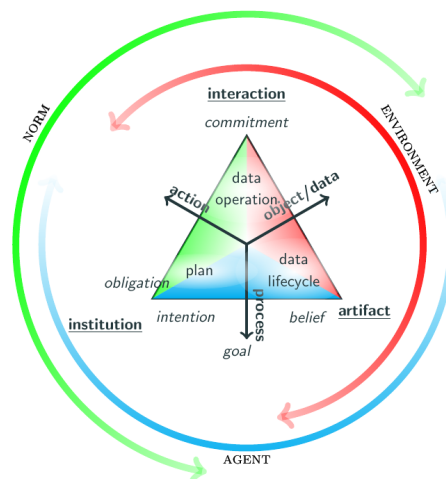 interaction
commitment
NORM
ENVIRONMENT
data
operation
action
object/data
plan
data
lifecycle
obligation
process
institution
intention
belief
artifact
goal
AGENT